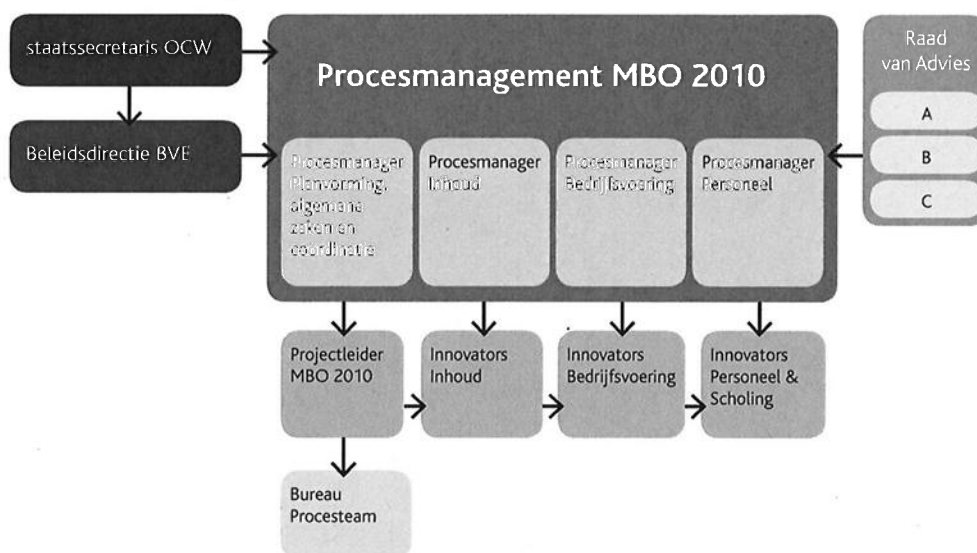 staatssecretaris OCW
Beleidsdirectie BVE
Procesmanagement MBO 2010
Procesmanager
Planvorming,
algemene
zaken en
coordinatie
Procesmanager
Inhoud
Procesmanager
Bedrijfsvoering
Procesmanager
Personeel
Raad
van Advies
A
B
C
Projectleider
MBO 2010
Innovators
Inhoud
Innovators
Bedrijfsvoering
Innovators
Personeel &
Scholing
Bureau
Procesteam